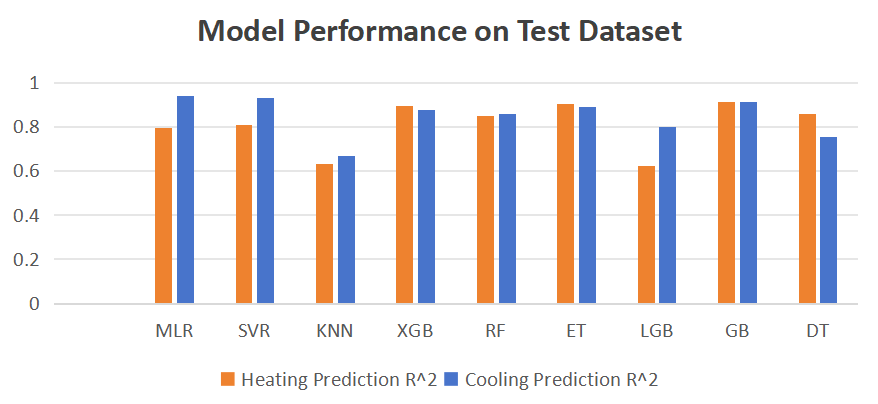 Model Performance on Test Dataset
1
0.8
0.6
0.4
0.2
0
MLR SVR KNN XGB RF ET LGB GB DT
Heating Prediction R^2 Cooling Prediction R^2